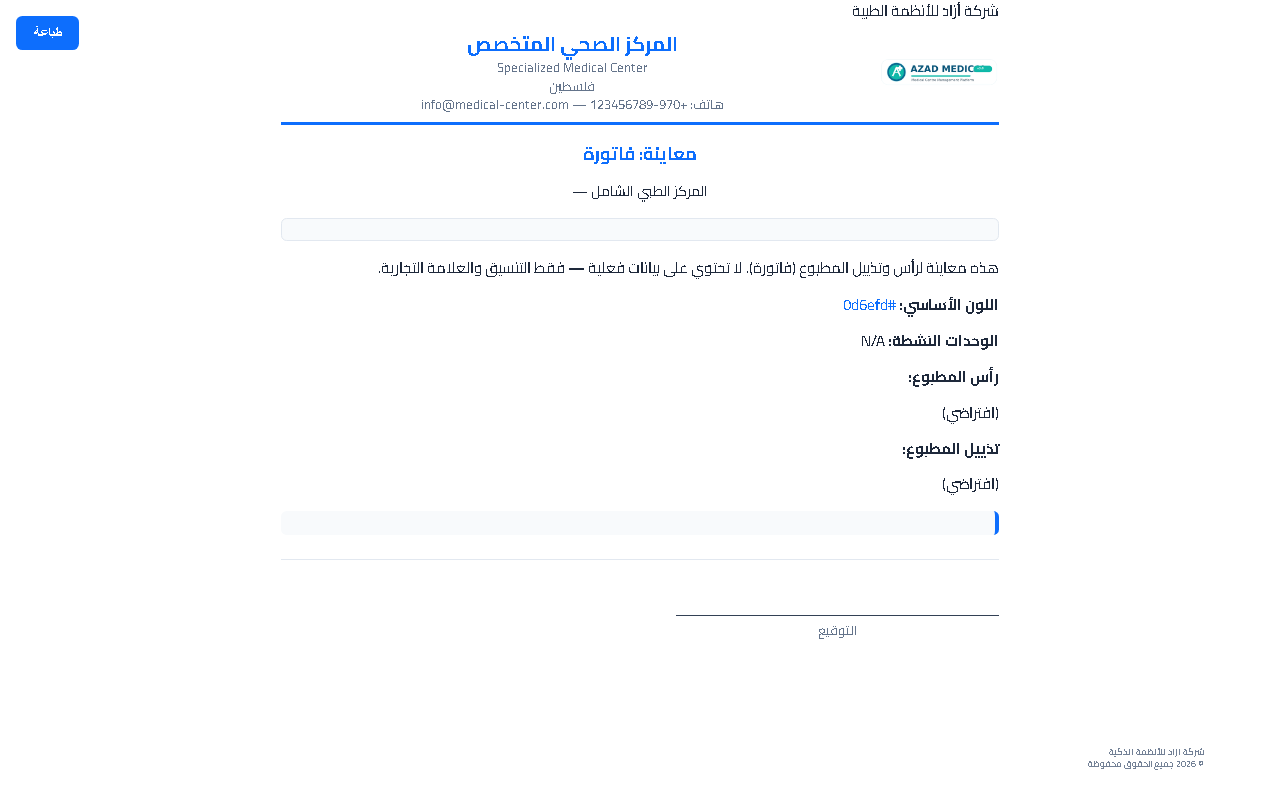 شركة أزاد للأنظمة الطبية
طباعة
المركز الصحي المتخصص
Specialized Medical Center
فلسطين
هاتف: +970-123456789 — info@medical-center.com
AZAD MEDIC
معاينة: فاتورة
المركز الطبي الشامل —
هذه معاينة لرأس وتذييل المطبوع (فاتورة). لا تحتوي على بيانات فعلية — فقط التنسيق والعلامة التجارية.
اللون الأساسي: #0d6efd
الوحدات النشطة: N/A
رأس المطبوع:
(افتراضي)
تذييل المطبوع:
(افتراضي)
التوقيع
شركة ازاد للأنظمة الذكية
© 2026 جميع الحقوق محفوظة